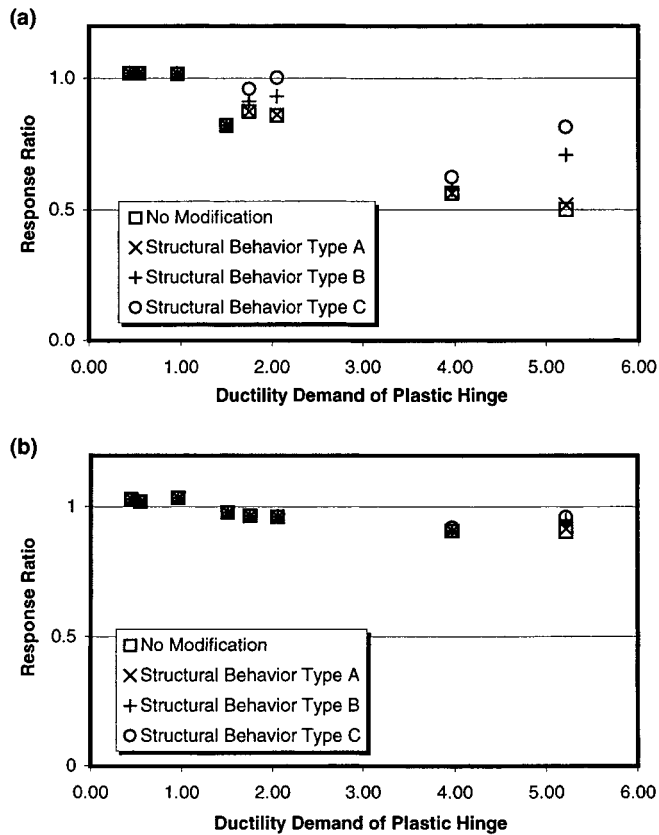 (a)
1.0
0.5
0.0
Response Ratio
No Modification
Structural Behavior Type A
Structural Behavior Type B
Structural Behavior Type C
0.00 1.00 2.00 3.00 4.00 5.00 6.00
Ductility Demand of Plastic Hinge
(b)
1
0.5
0
Response Ratio
No Modification
Structural Behavior Type A
Structural Behavior Type B
Structural Behavior Type C
0.00 1.00 2.00 3.00 4.00 5.00 6.00
Ductility Demand of Plastic Hinge